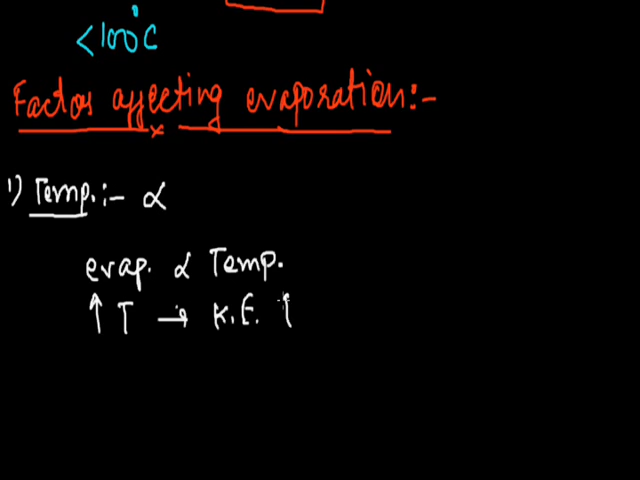 <100°C
Factors affecting evaporation:-
1) Temp.:- ∝
evap. ∝ Temp.
↑ T → K.E. ↑